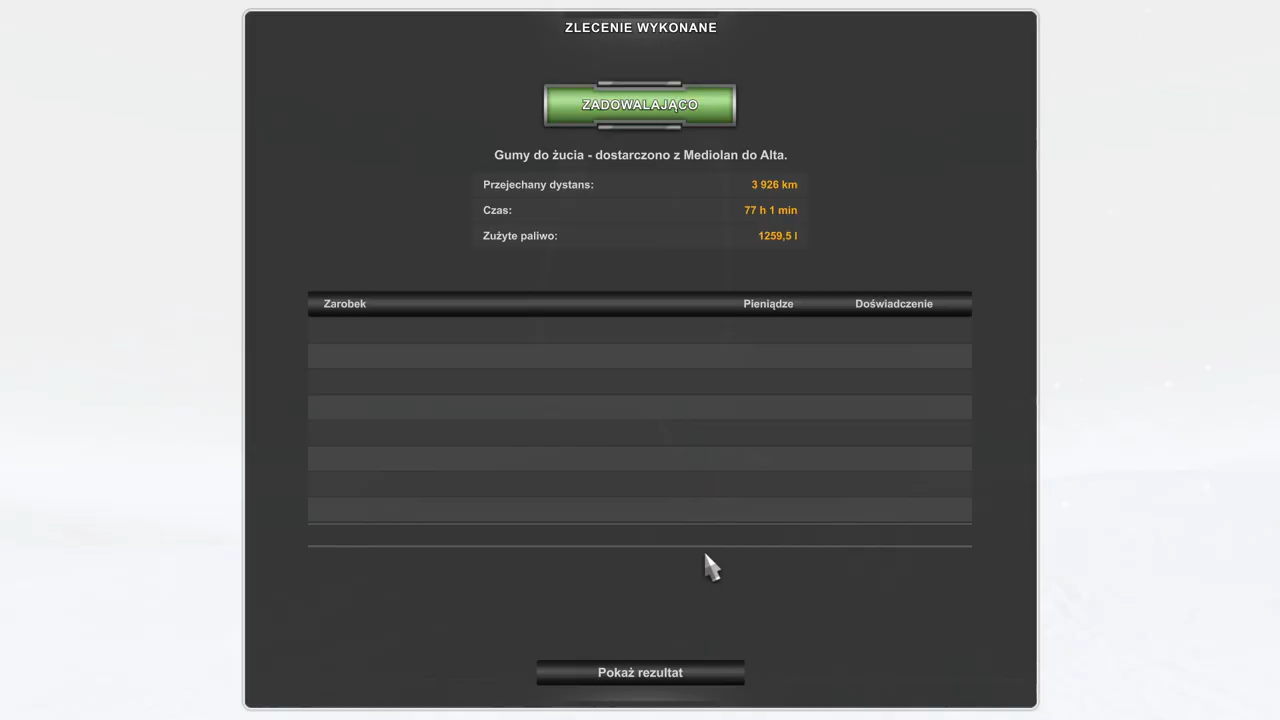 ZLECENIE WYKONANE
ZADOWALAJĄCO
Gumy do żucia - dostarczono z Mediolan do Alta.
Przejechany dystans: 3 926 km
Czas: 77 h 1 min
Zużyte paliwo: 1259,5 l
Zarobek Pieniądze Doświadczenie
Pokaż rezultat